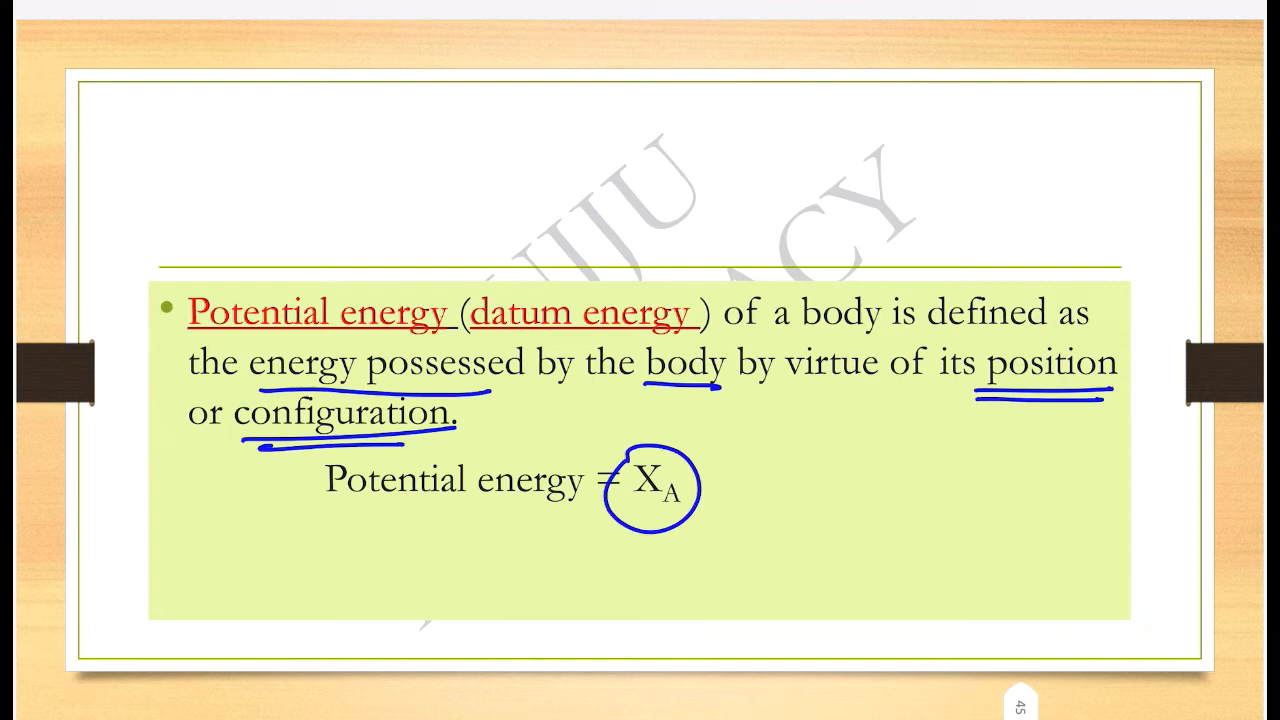 Potential energy (datum energy ) of a body is defined as
the energy possessed by the body by virtue of its position
or configuration.
Potential energy = XA
45